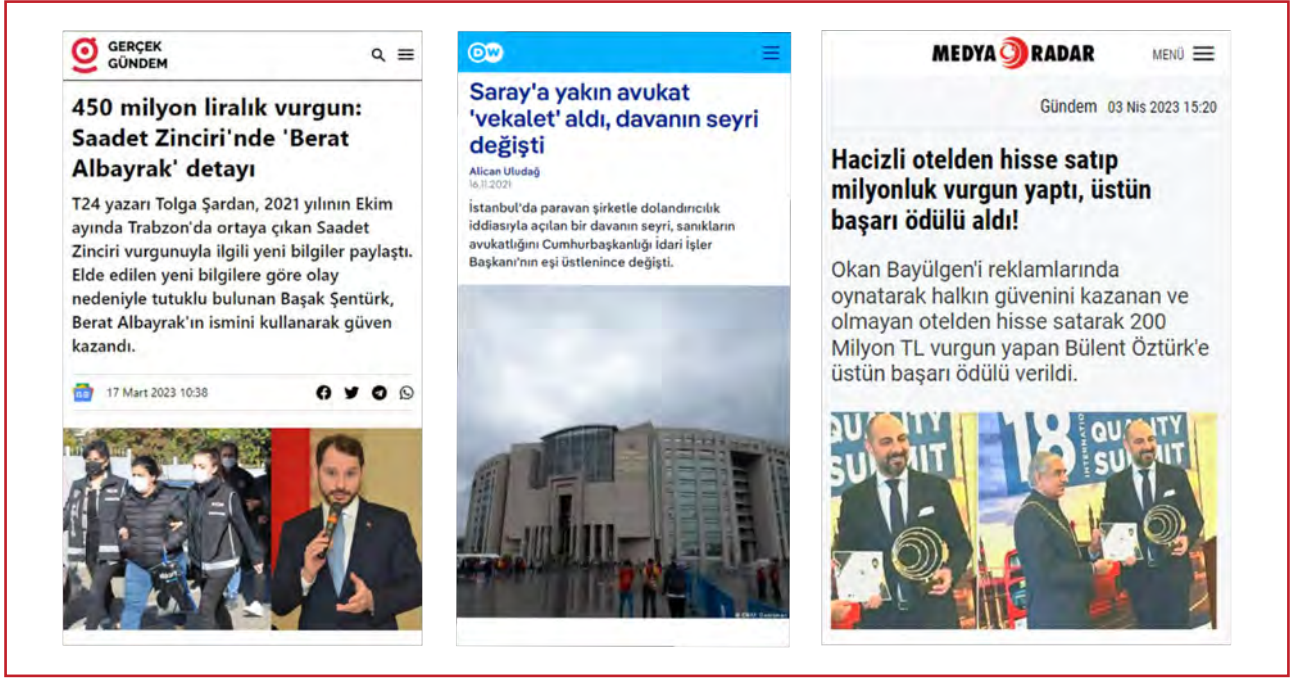 GERÇEK
GÜNDEM
450 milyon liralık vurgun:
Saadet Zinciri'nde 'Berat
Albayrak' detayı
T24 yazarı Tolga Şardan, 2021 yılının Ekim
ayında Trabzon'da ortaya çıkan Saadet
Zinciri vurgunuyla ilgili yeni bilgiler paylaştı.
Elde edilen yeni bilgilere göre olay
nedeniyle tutuklu bulunan Başak Şentürk,
Berat Albayrak'ın ismini kullanarak güven
kazandı.
17 Mart 2023 10:38
DW
Saray'a yakın avukat
'vekalet' aldı, davanın seyri
değişti
Alican Uludağ
16.11.2021
İstanbul'da paravan şirketle dolandırıcılık
iddiasıyla açılan bir davanın seyri, sanıkların
avukatlığını Cumhurbaşkanlığı İdari İşler
Başkanı'nın eşi üstlenince değişti.
MEDYA RADAR
MENÜ
Gündem 03 Nis 2023 15:20
Hacizli otelden hisse satıp
milyonluk vurgun yaptı, üstün
başarı ödülü aldı!
Okan Bayülgen'i reklamlarında
oynatarak halkın güvenini kazanan ve
olmayan otelden hisse satarak 200
Milyon TL vurgun yapan Bülent Öztürk'e
üstün başarı ödülü verildi.
QUALITY
SUMMIT
18
INTERNATIO
QUALITY
SUMMIT